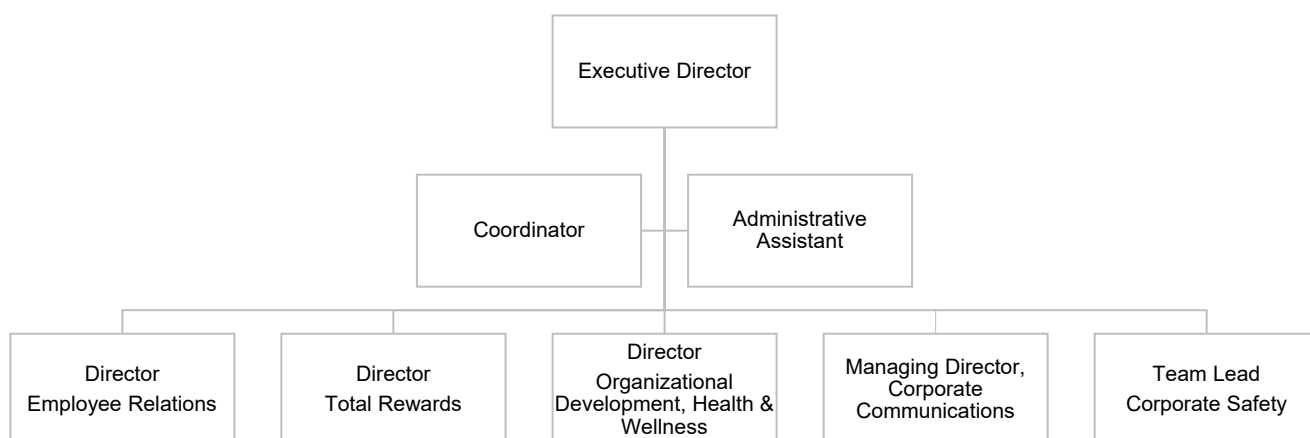 Executive Director
Coordinator
Administrative
Assistant
Director
Employee Relations
Director
Total Rewards
Director
Organizational
Development, Health &
Wellness
Managing Director,
Corporate
Communications
Team Lead
Corporate Safety